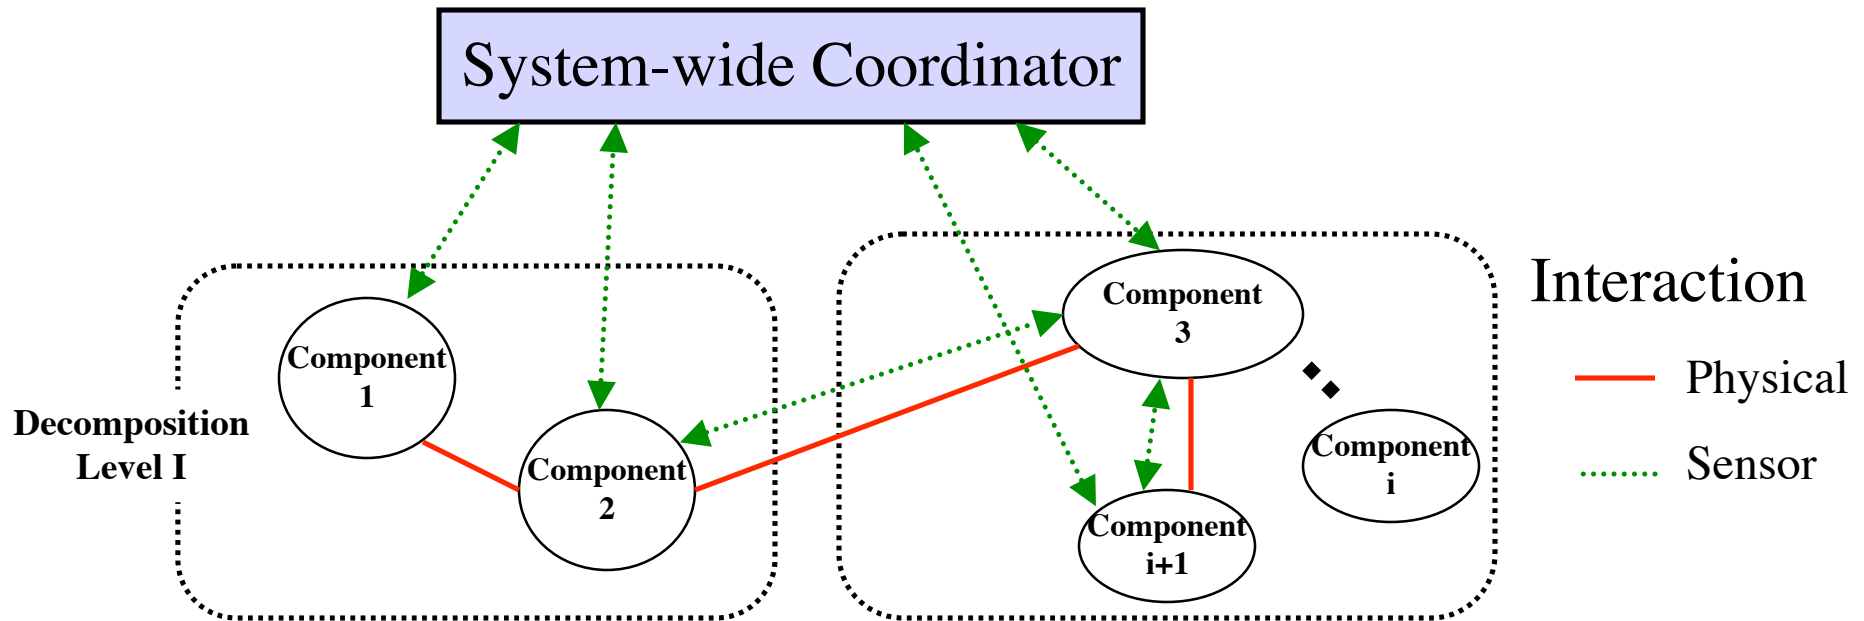 System-wide Coordinator
Interaction
Physical
Sensor
Decomposition
Level I
Component
1
Component
2
Component
3
Component
i
Component
i+1